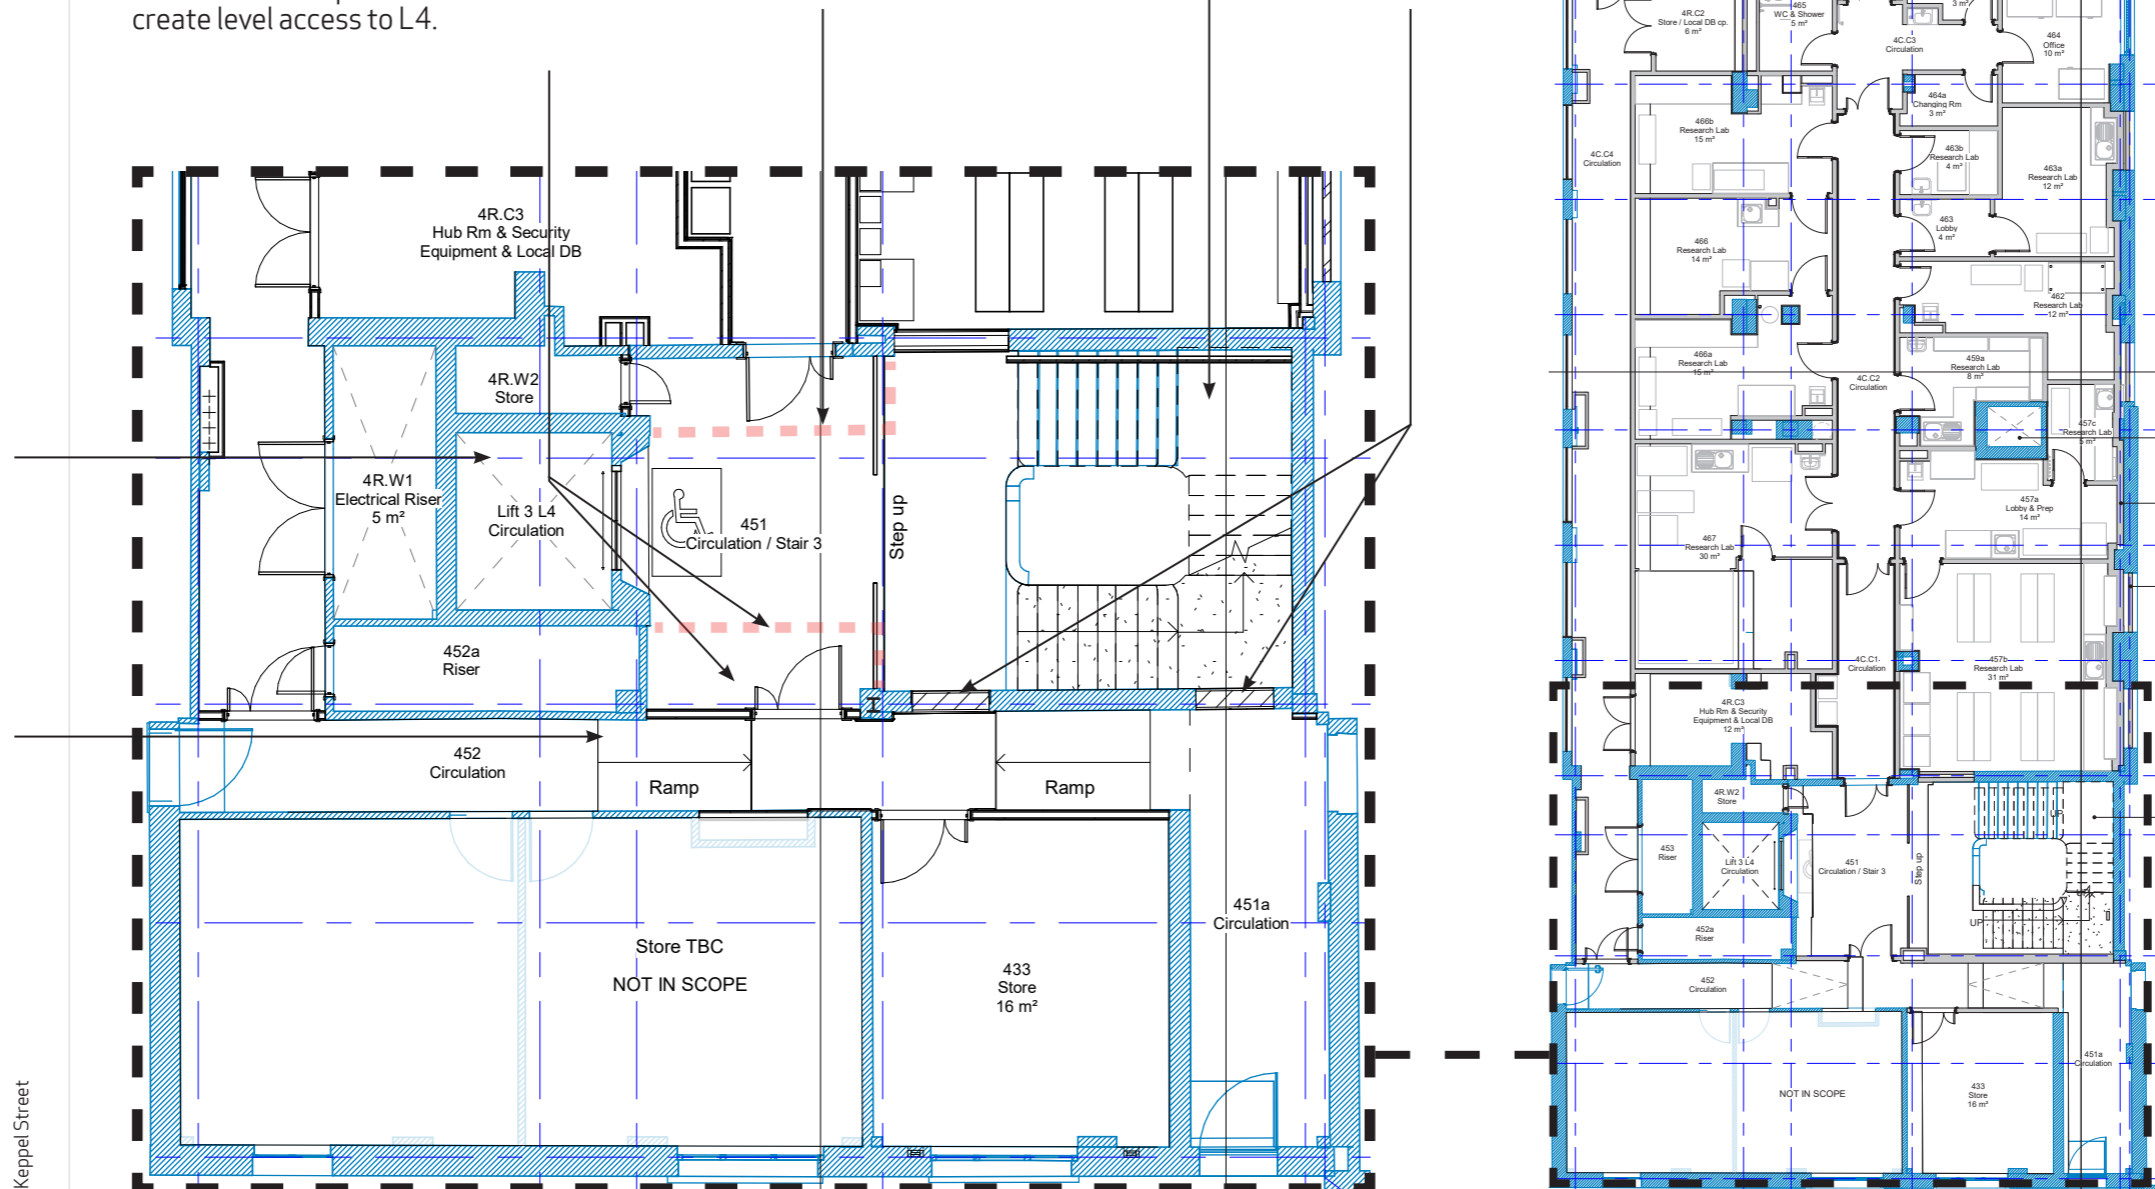 create level access to L4.
4R.C3
Hub Rm & Security
Equipment & Local DB
4R.W2
Store
4R.W1
Electrical Riser
5 m²
Lift 3 L4
Circulation
451
Circulation / Stair 3
Step up
452a
Riser
452
Circulation
Ramp
Ramp
Store TBC
NOT IN SCOPE
433
Store
16 m²
451a
Circulation
Keppel Street
4R.C2
Store / Local DB cp.
6 m²
465
WC & Shower
5 m²
3 m²
4C.C3
Circulation
464
Office
10 m²
464a
Changing Rm
3 m²
466b
Research Lab
15 m²
4C.C4
Circulation
463b
Research Lab
4 m²
463a
Research Lab
12 m²
463
Lobby
4 m²
466
Research Lab
14 m²
462
Research Lab
12 m²
466a
Research Lab
15 m²
459a
Research Lab
8 m²
4C.C2
Circulation
457c
Research Lab
5 m²
457a
Lobby & Prep
14 m²
467
Research Lab
30 m²
4C.C1
Circulation
457b
Research Lab
31 m²
4R.C3
Hub Rm & Security
Equipment & Local DB
12 m²
4R.W2
Store
UP
453
Riser
Lift 3 L4
Circulation
451
Circulation / Stair 3
Step up
UP
UP
452a
Riser
452
Circulation
NOT IN SCOPE
433
Store
16 m²
451a
Circulation